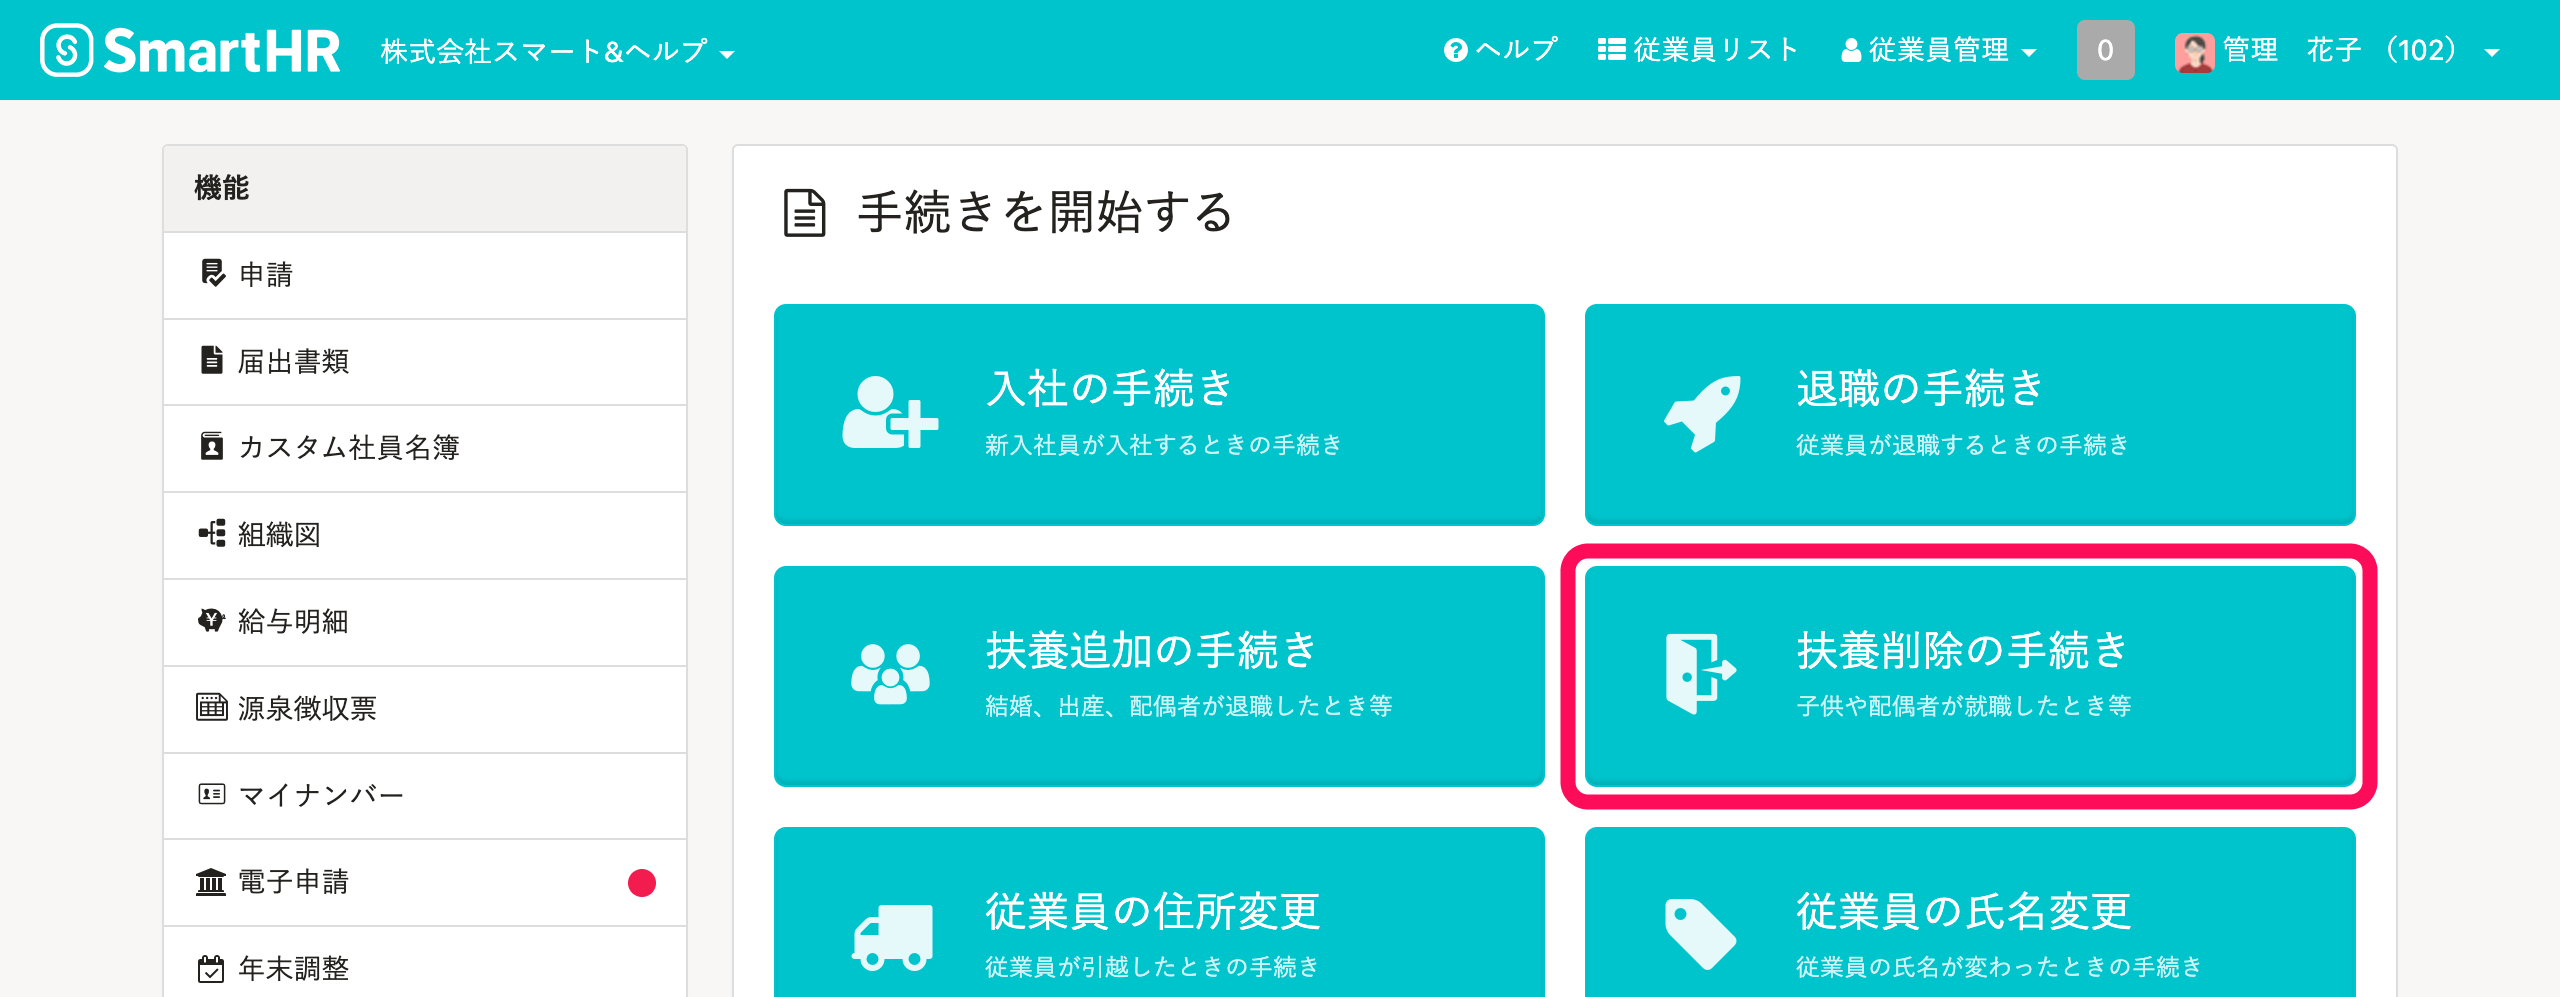 SmartHR 株式会社スマート&ヘルプ ヘルプ 従業員リスト 従業員管理 0 管理 花子 （102）
機能
申請
届出書類
カスタム社員名簿
組織図
給与明細
源泉徴収票
マイナンバー
電子申請
年末調整
手続きを開始する
入社の手続き
新入社員が入社するときの手続き
退職の手続き
従業員が退職するときの手続き
扶養追加の手続き
結婚、出産、配偶者が退職したとき等
扶養削除の手続き
子供や配偶者が就職したとき等
従業員の住所変更
従業員が引越したときの手続き
従業員の氏名変更
従業員の氏名が変わったときの手続き